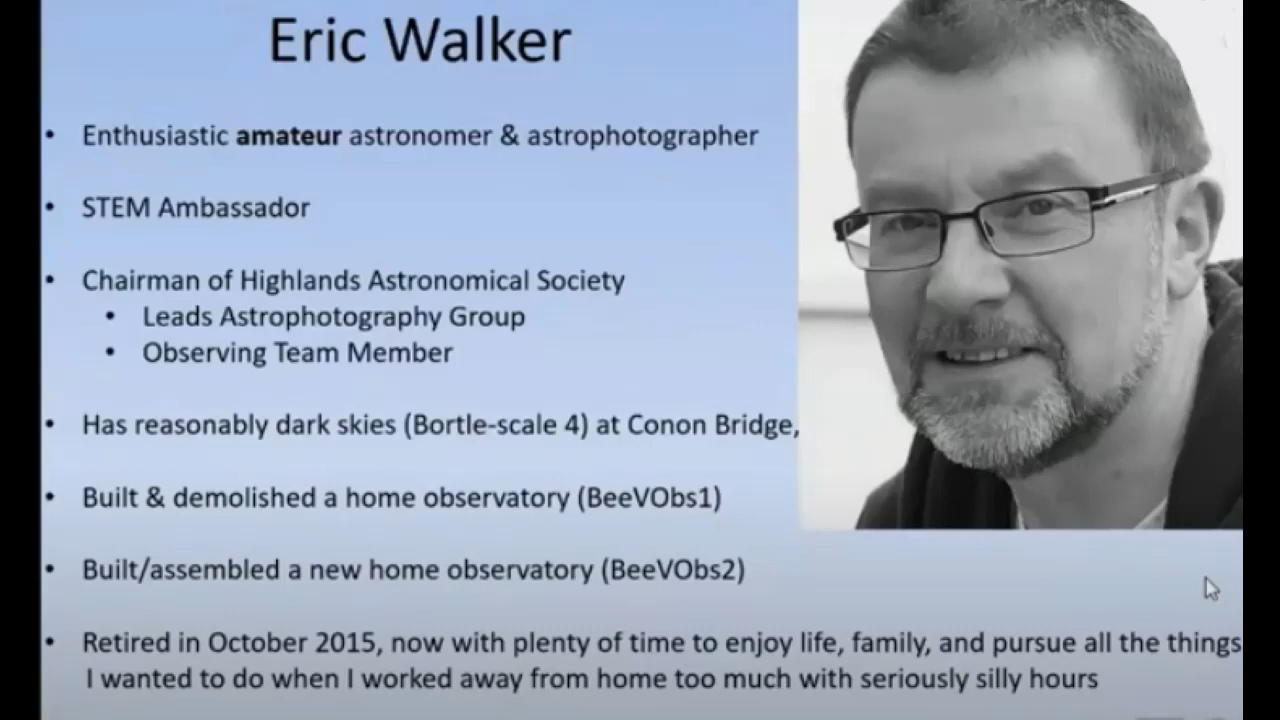 Eric Walker
• Enthusiastic amateur astronomer & astrophotographer
• STEM Ambassador
• Chairman of Highlands Astronomical Society
• Leads Astrophotography Group
• Observing Team Member
• Has reasonably dark skies (Bortle-scale 4) at Conon Bridge,
• Built & demolished a home observatory (BeeVObs1)
• Built/assembled a new home observatory (BeeVObs2)
• Retired in October 2015, now with plenty of time to enjoy life, family, and pursue all the things
I wanted to do when I worked away from home too much with seriously silly hours